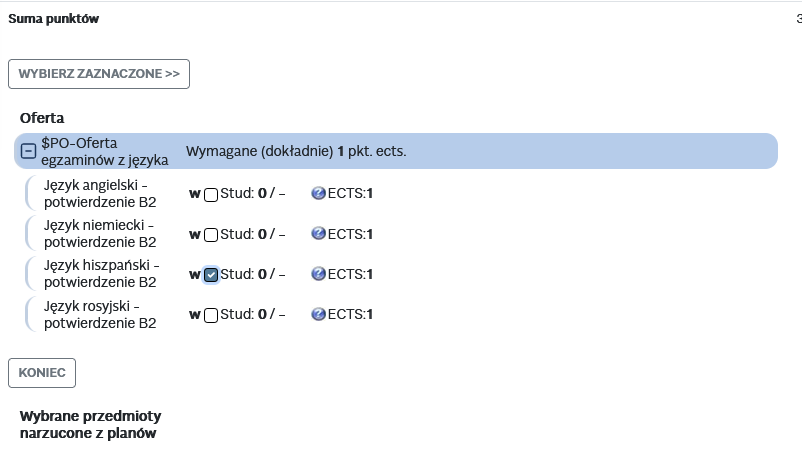 Suma punktów 3
WYBIERZ ZAZNACZONE >>
Oferta
$PO-Oferta
egzaminów z języka
Wymagane (dokładnie) 1 pkt. ects.
Język angielski -
potwierdzenie B2
w Stud: 0 / - ECTS:1
Język niemiecki -
potwierdzenie B2
w Stud: 0 / - ECTS:1
Język hiszpański -
potwierdzenie B2
w Stud: 0 / - ECTS:1
Język rosyjski -
potwierdzenie B2
w Stud: 0 / - ECTS:1
KONIEC
Wybrane przedmioty
narzucone z planów